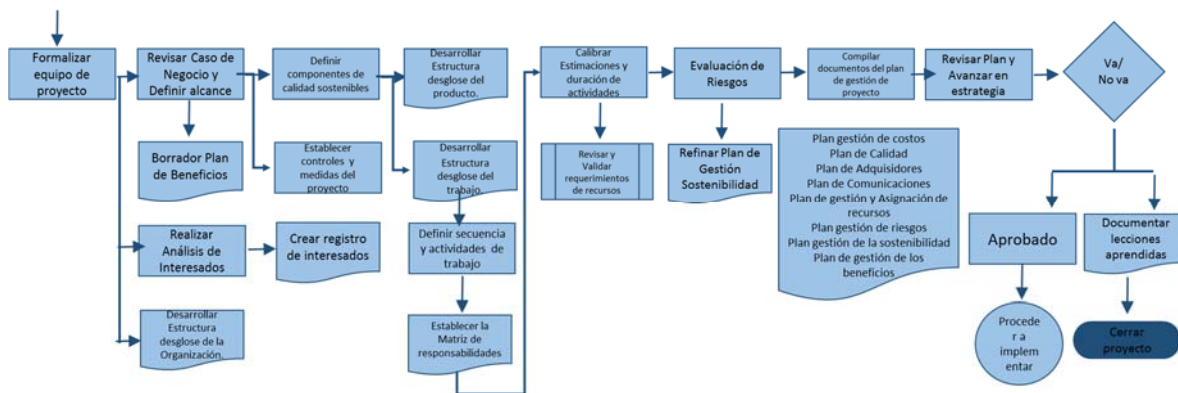 Formalizar
equipo de
proyecto
Revisar Caso de
Negocio y
Definir alcance
Definir
componentes de
calidad sostenibles
Desarrollar
Estructura
desglose del
producto.
Calibrar
Estimaciones y
duración de
actividades
Evaluación de
Riesgos
Compilar
documentos del plan
de gestión de
proyecto
Revisar Plan y
Avanzar en
estrategia
Va/
No va
Borrador Plan
de Beneficios
Establecer
controles y
medidas del
proyecto
Desarrollar
Estructura
desglose del
trabajo.
Revisar y
Validar
requerimientos
de recursos
Refinar Plan de
Gestión
Sostenibilidad
Plan gestión de costos
Plan de Calidad
Plan de Adquisidores
Plan de Comunicaciones
Plan de gestión y Asignación de
recursos
Plan gestión de riesgos
Plan gestión de la sostenibilidad
Plan de gestión de los
beneficios
Realizar
Análisis de
Interesados
Crear registro
de interesados
Definir secuencia
y actividades de
trabajo
Aprobado
Documentar
lecciones
aprendidas
Desarrollar
Estructura
desglose de la
Organización.
Establecer la
Matriz de
responsabilidades
Procede
r a
implem
entar
Cerrar
proyecto